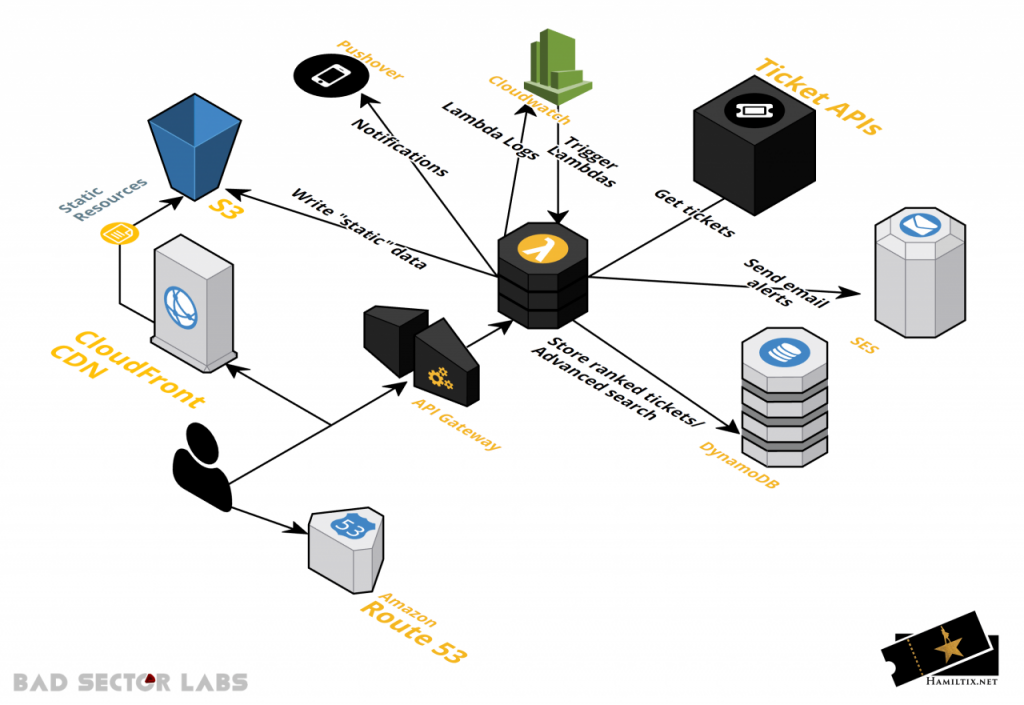 Pushover
Cloudwatch
Ticket APIs
Notifications
Lambda Logs
Trigger
Lambdas
Static
Resources
S3
Write "static" data
Get tickets
Send email
alerts
SES
CloudFront
CDN
API Gateway
Store ranked tickets/
Advanced search
DynamoDB
53
Amazon
Route 53
BAD SECTOR LABS
HAMILTIX.NET